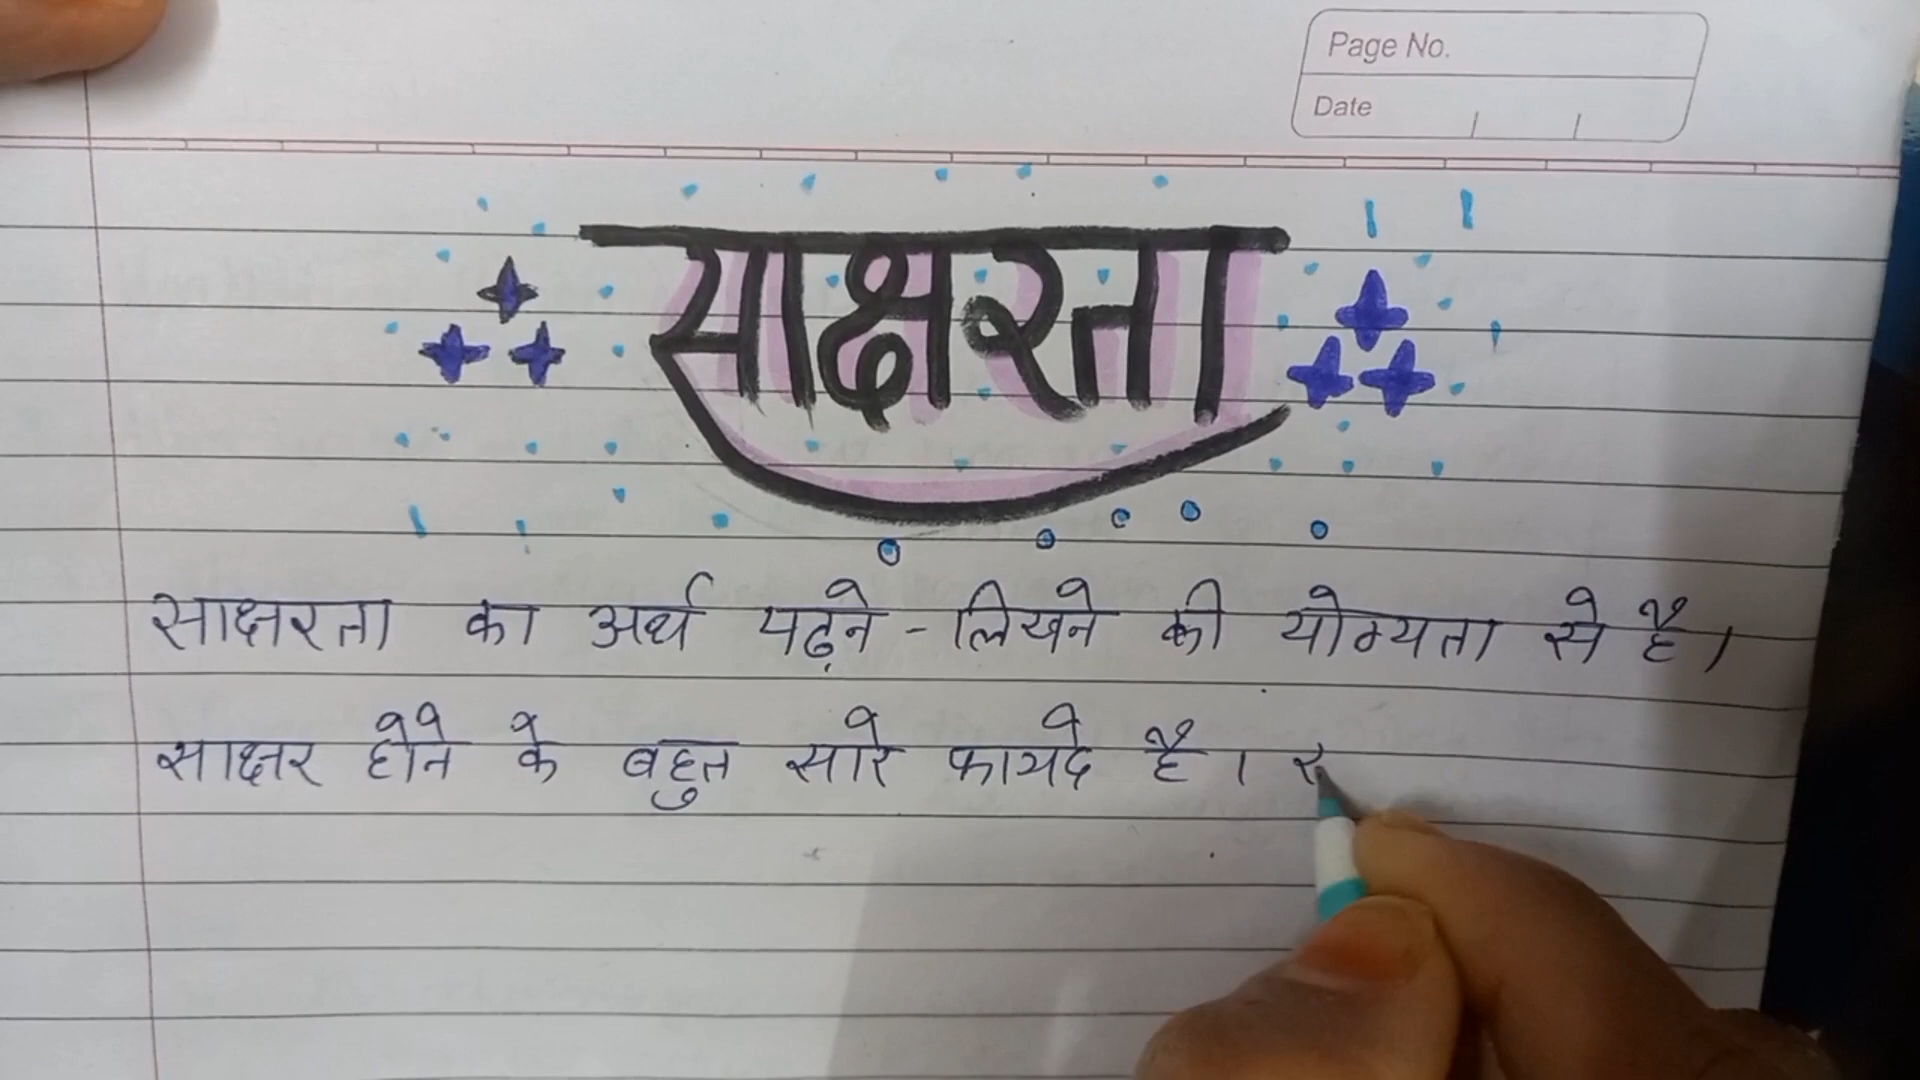 Page No.
Date
साक्षरता
साक्षरता का अर्थ पढ़ने - लिखने की योग्यता से है।
साक्षर होने के बहुत सारे फायदे है।